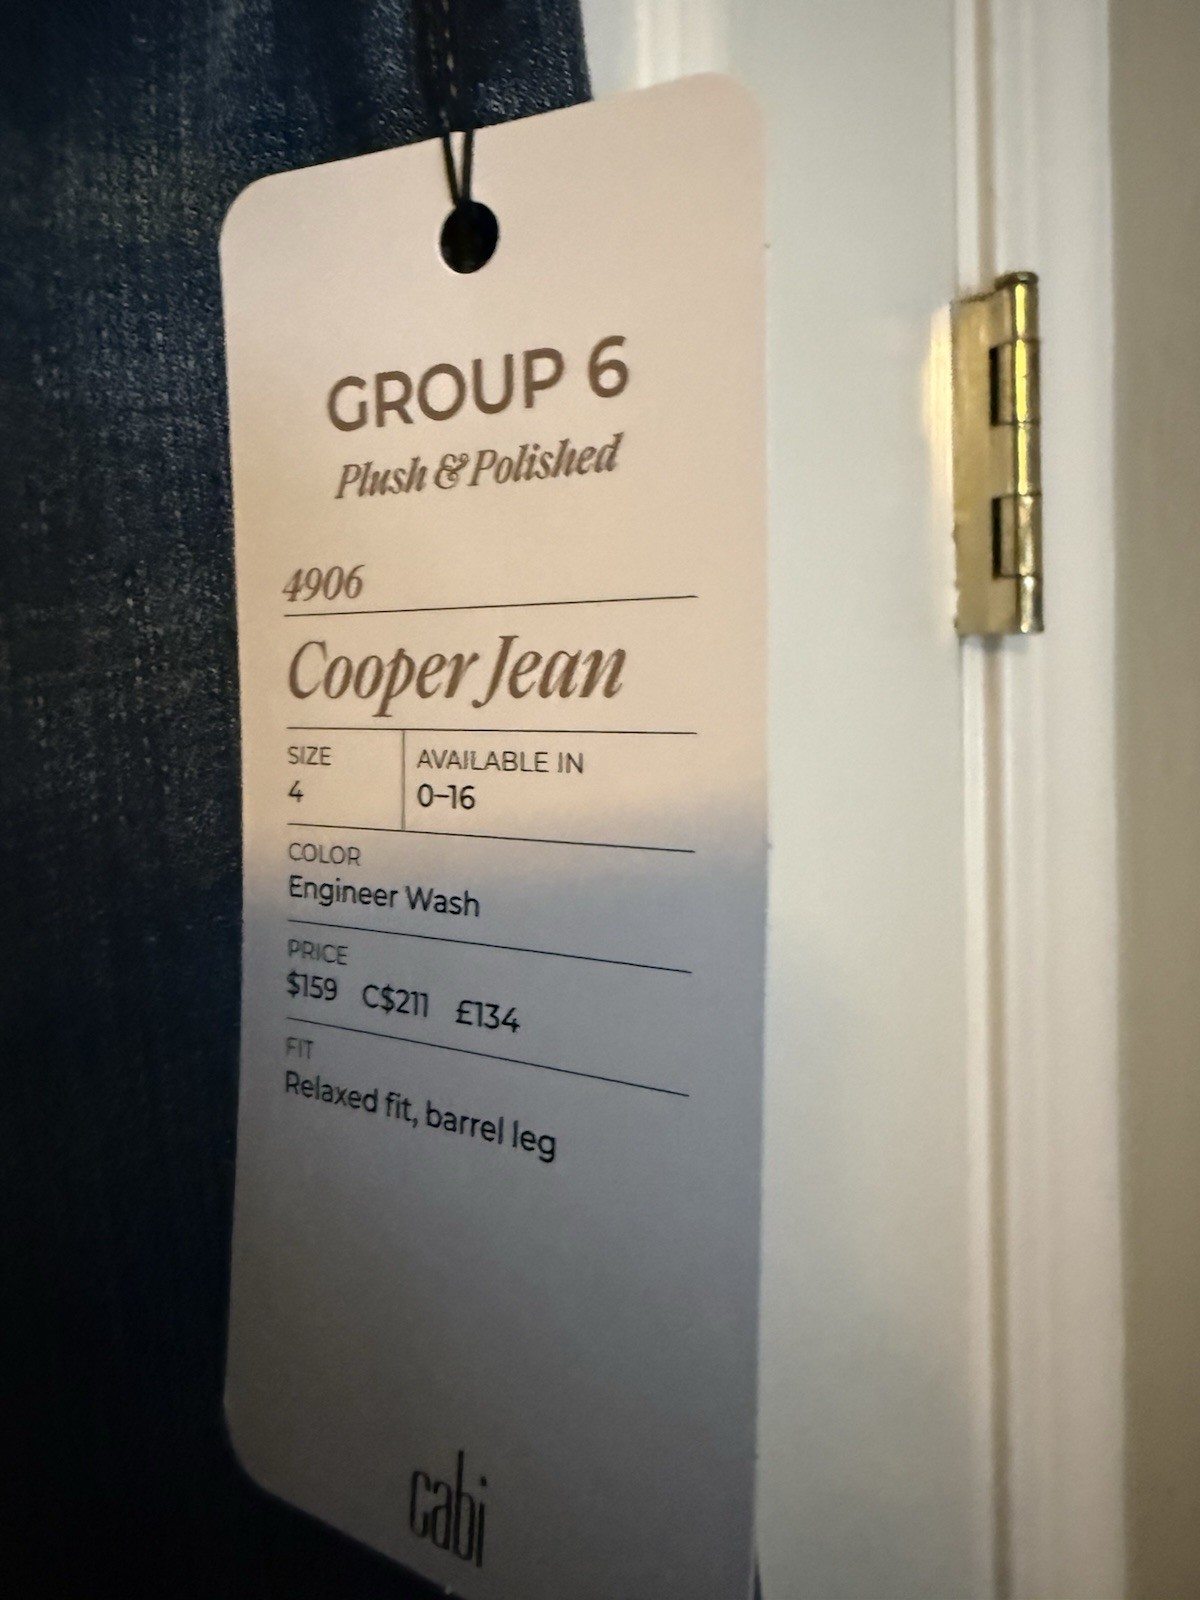 GROUP 6
Plush & Polished
4906
Cooper Jean
SIZE
4
AVAILABLE IN
0–16
COLOR
Engineer Wash
PRICE
$159 C$211 £134
FIT
Relaxed fit, barrel leg
cabi